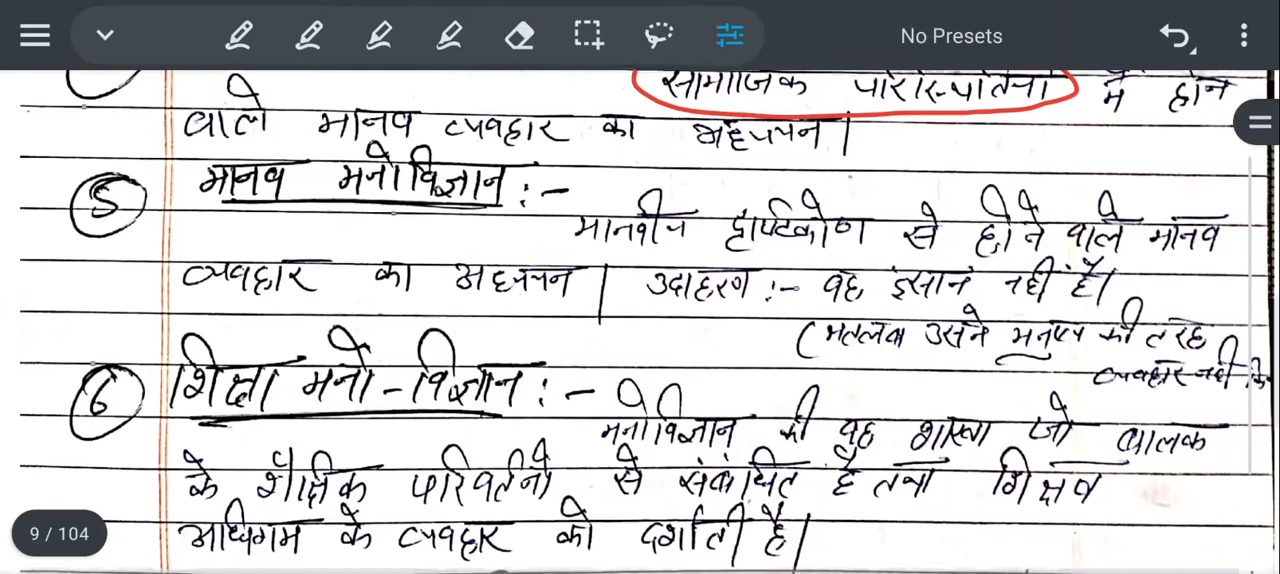 No Presets
सामाजिक परिस्थितियों में होने
वाले मानव व्यवहार का अध्ययन।
⑤ मानव मनोविज्ञान :-
मानवीय दृष्टिकोण से होने वाले मानव
व्यवहार का अध्ययन | उदाहरण :- वह इंसान नहीं है।
(मतलब उसने मनुष्य की तरह
व्यवहार नहीं
⑥ शिक्षा मनो-विज्ञान :-
मनोविज्ञान की वह शाखा जो बालक
के शैक्षिक परिवर्तनों से संबंधित है तथा शिक्षण
अधिगम के व्यवहार को दर्शाती है।
9 / 104